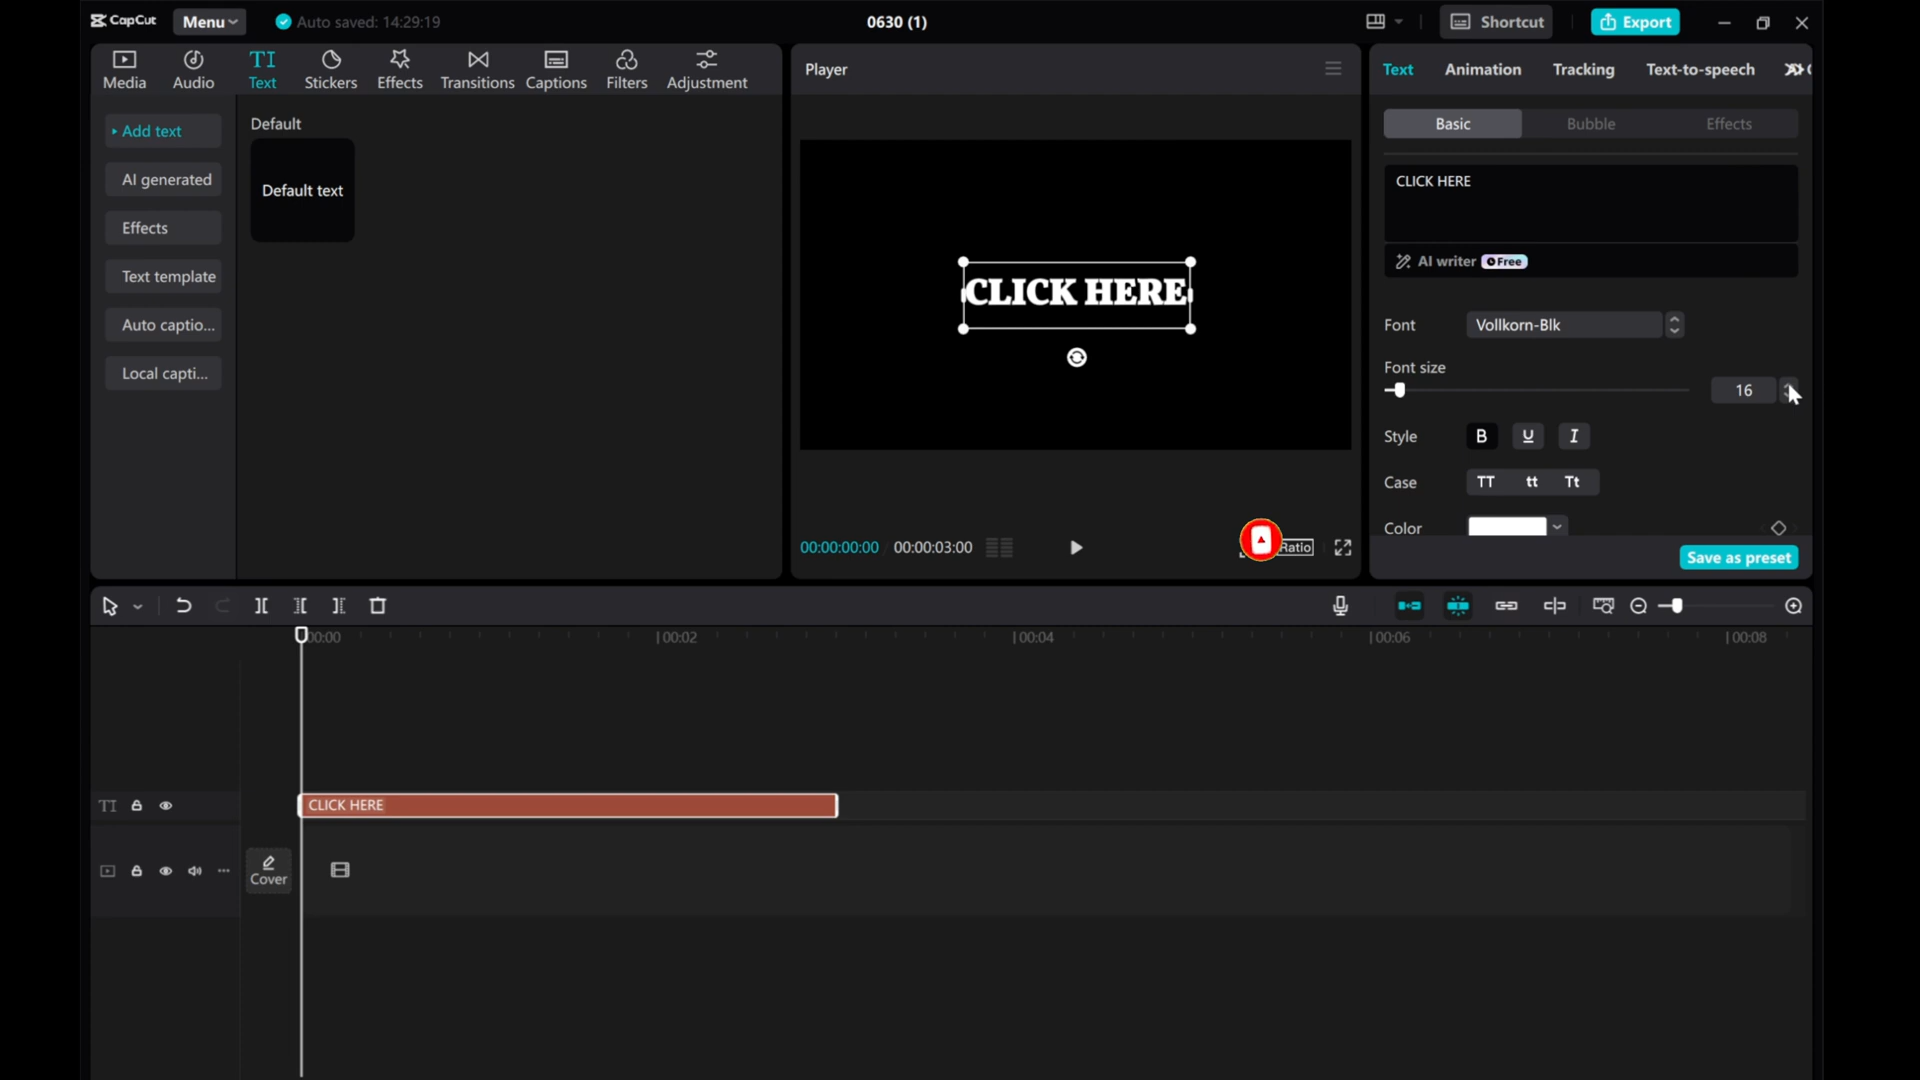 CapCut
Menu
Auto saved: 14:29:19
0630 (1)
Shortcut
Export
Media
Audio
TI
Text
Stickers
Effects
Transitions
Captions
Filters
Adjustment
Player
Text
Animation
Tracking
Text-to-speech
Add text
AI generated
Effects
Text template
Auto captio...
Local capti...
Default
Default text
CLICK HERE
00:00:00:00
00:00:03:00
Ratio
Basic
Bubble
Effects
CLICK HERE
AI writer Free
Font
Vollkorn-Blk
Font size
16
Style
B U I
Case
TT tt Tt
Color
Save as preset
00:00
00:02
00:04
00:06
00:08
TI
CLICK HERE
Cover